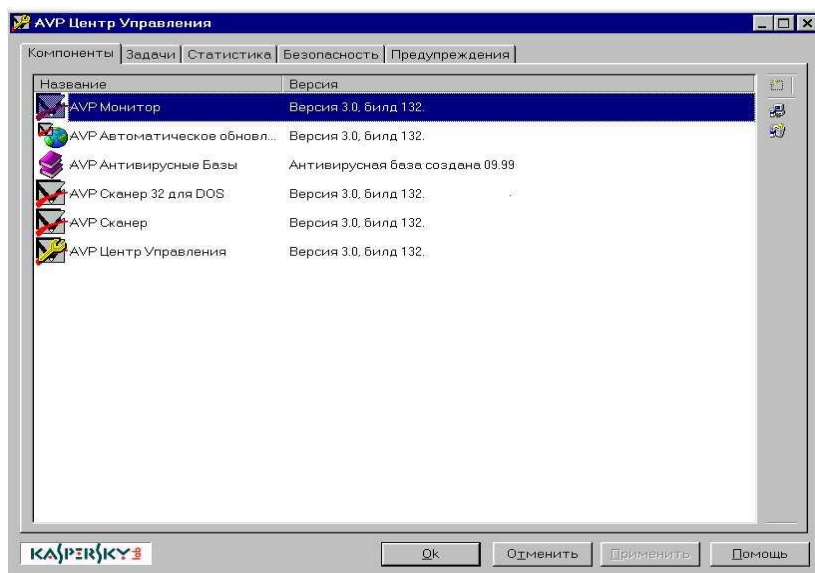 AVP Центр Управления
Компоненты Задачи Статистика Безопасность Предупреждения
Название Версия
AVP Монитор Версия 3.0, билд 132.
AVP Автоматическое обновл... Версия 3.0, билд 132.
AVP Антивирусные Базы Антивирусная база создана 09.99
AVP Сканер 32 для DOS Версия 3.0, билд 132.
AVP Сканер Версия 3.0, билд 132.
AVP Центр Управления Версия 3.0, билд 132.
KASPERSKY lab
Ok Отменить Применить Помощь